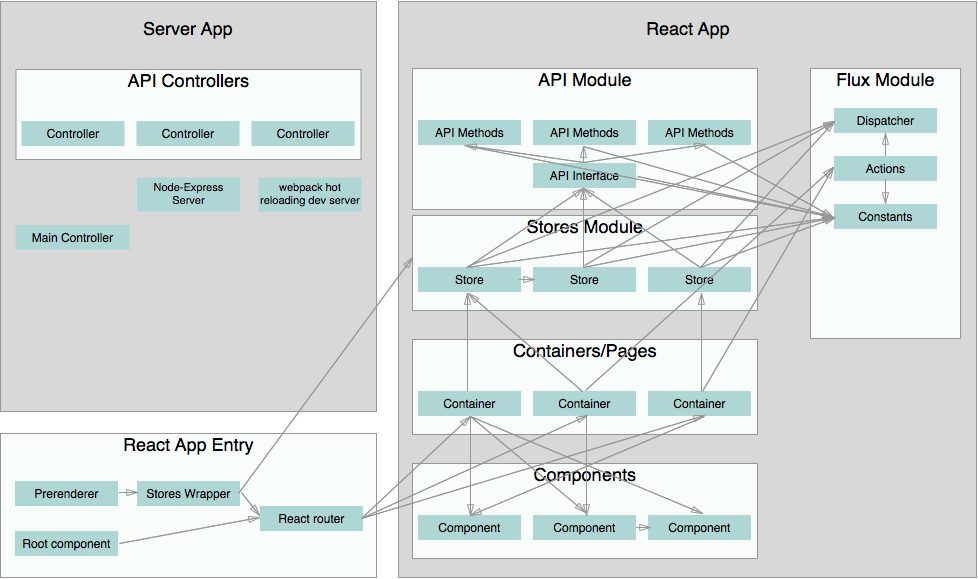 Server App
API Controllers
Controller
Controller
Controller
Node-Express
Server
webpack hot
reloading dev server
Main Controller
React App Entry
Prerenderer
Stores Wrapper
React router
Root component
React App
API Module
API Methods
API Methods
API Methods
API Interface
Stores Module
Store
Store
Store
Containers/Pages
Container
Container
Container
Components
Component
Component
Component
Flux Module
Dispatcher
Actions
Constants